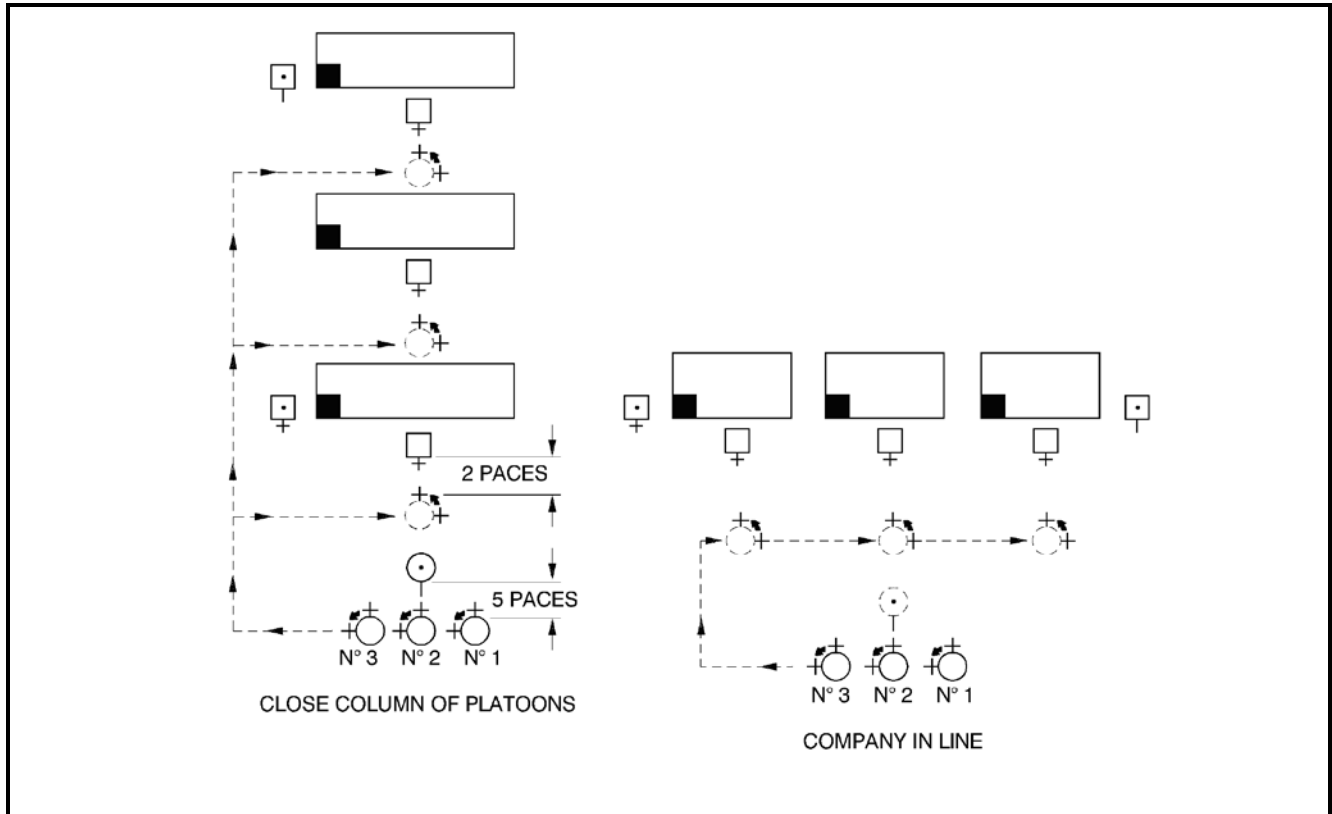 2 PACES
5 PACES
N° 3 N° 2 N° 1
CLOSE COLUMN OF PLATOONS
N° 3 N° 2 N° 1
COMPANY IN LINE